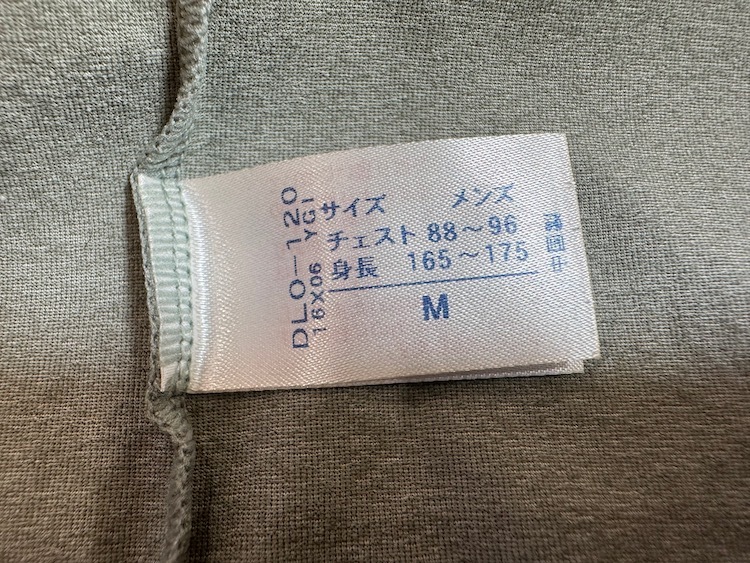 DLO-120
16X06 YGI
サイズ メンズ
チェスト 88～96
身長 165～175
M